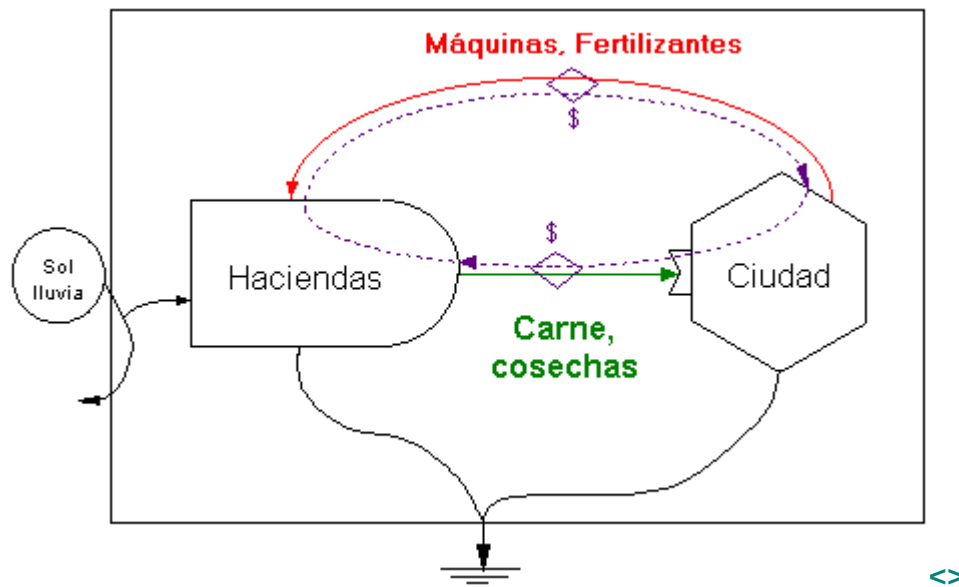 Máquinas, Fertilizantes
$
$
Sol
lluvia
Haciendas
Ciudad
Carne,
cosechas
<>